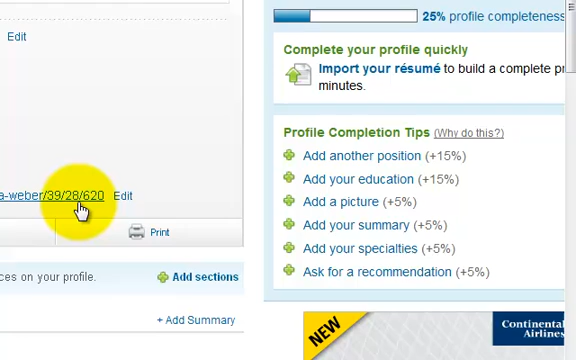 Edit
a-weber/39/28/620 Edit
Print
ces on your profile. Add sections
+ Add Summary
25% profile completeness
Complete your profile quickly
Import your résumé to build a complete pr
minutes.
Profile Completion Tips (Why do this?)
Add another position (+15%)
Add your education (+15%)
Add a picture (+5%)
Add your summary (+5%)
Add your specialties (+5%)
Ask for a recommendation (+5%)
NEW
Continental
Airlines